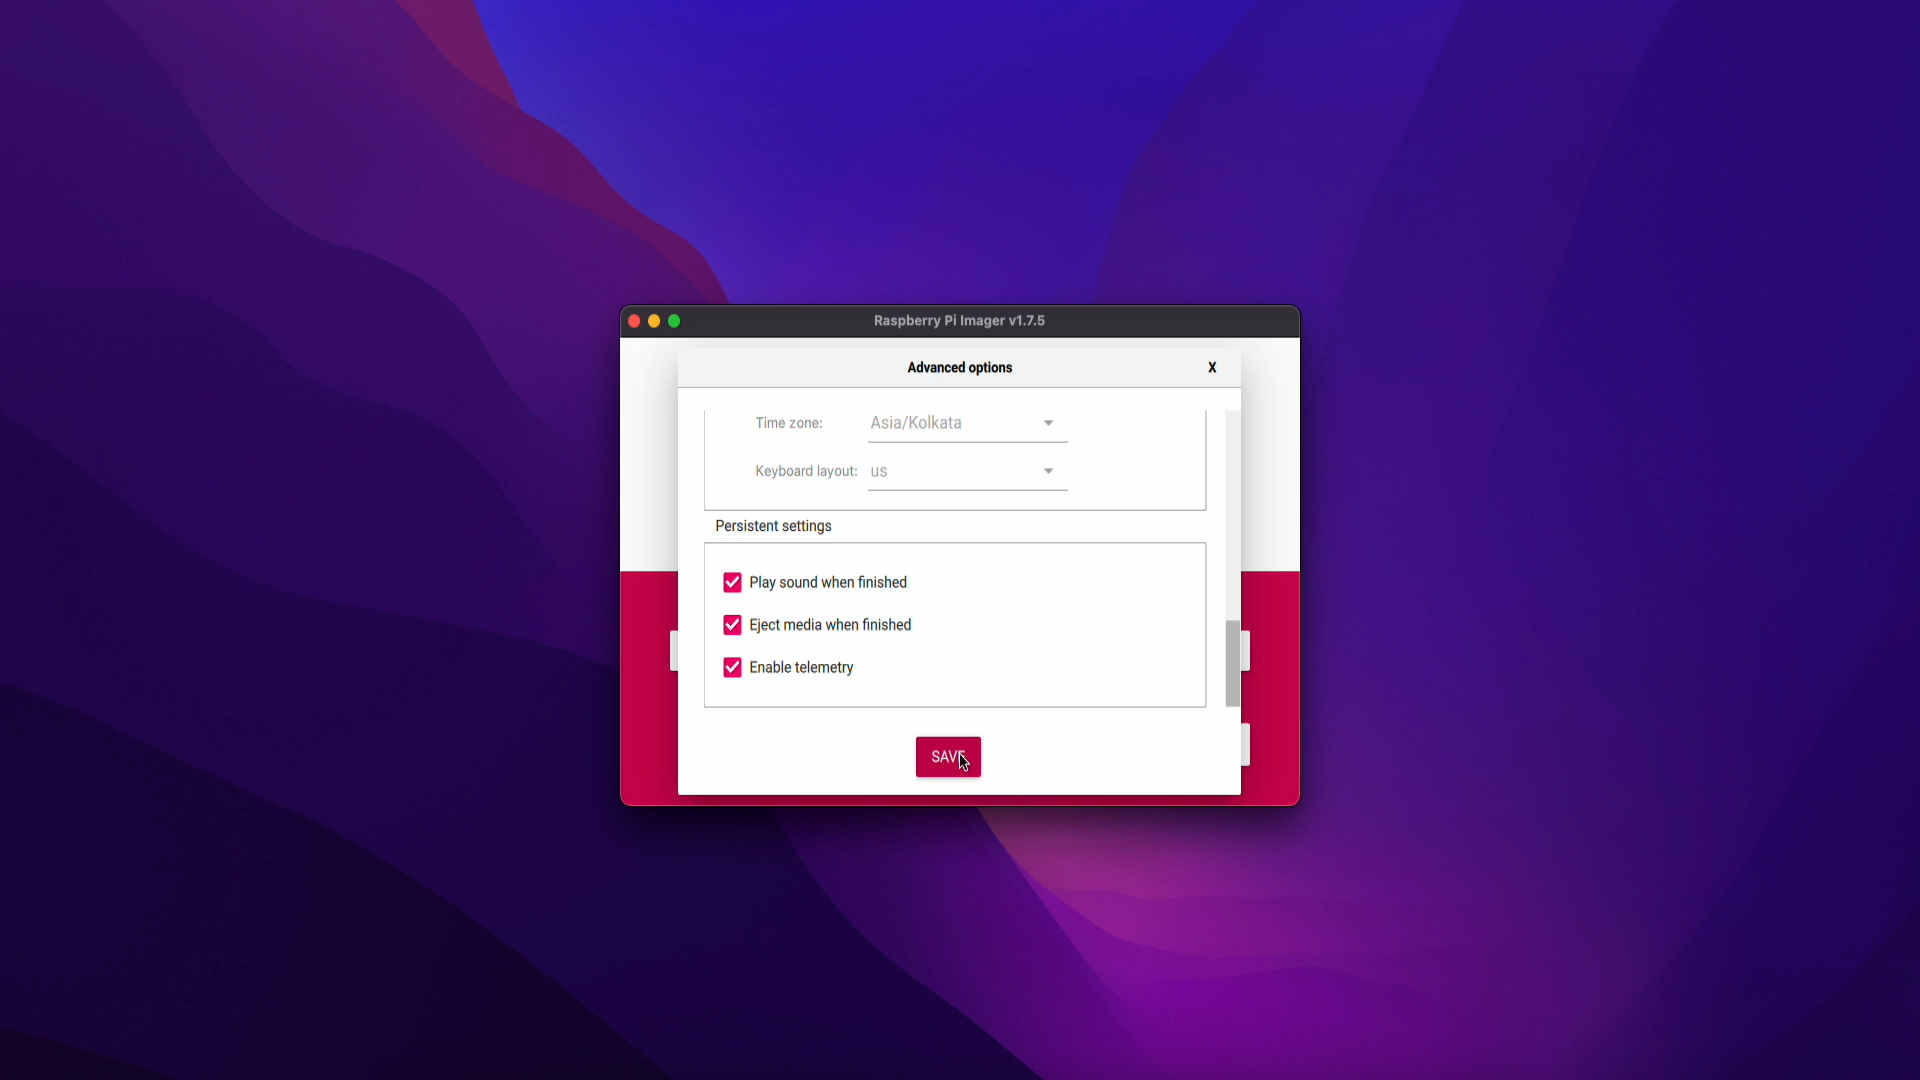 Raspberry Pi Imager v1.7.5
Advanced options X
Time zone: Asia/Kolkata
Keyboard layout: us
Persistent settings
Play sound when finished
Eject media when finished
Enable telemetry
SAVE